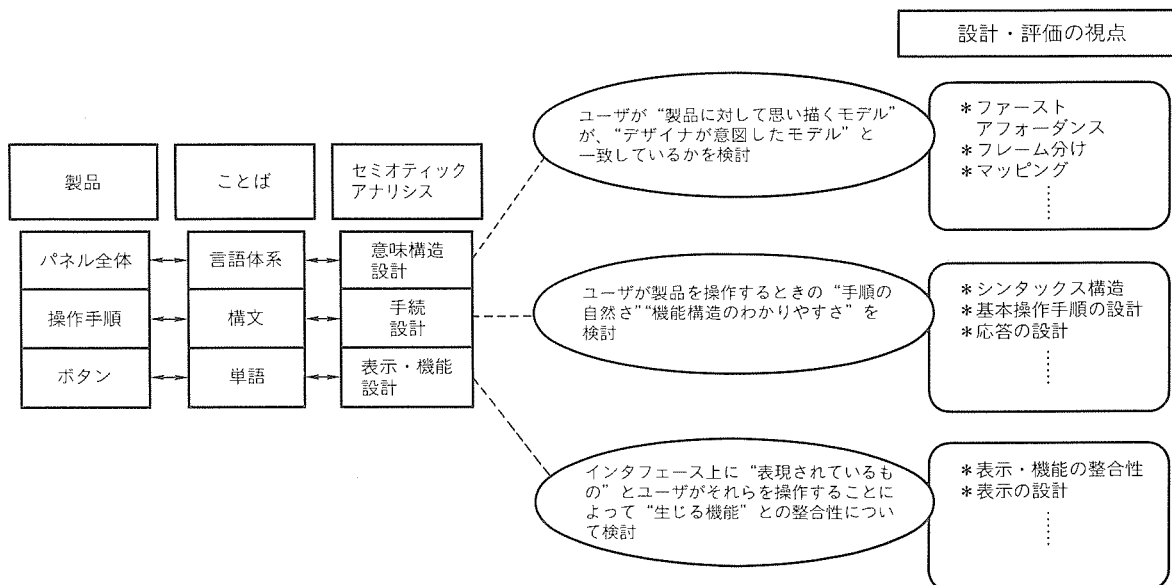 設計・評価の視点
ユーザが“製品に対して思い描くモデル”
が、“デザイナが意図したモデル”と
一致しているかを検討
＊ファースト
アフォーダンス
＊フレーム分け
＊マッピング
製品
ことば
セミオティック
アナリシス
パネル全体
言語体系
意味構造
設計
操作手順
構文
手続
設計
ボタン
単語
表示・機能
設計
ユーザが製品を操作するときの“手順の
自然さ”“機能構造のわかりやすさ”を
検討
＊シンタックス構造
＊基本操作手順の設計
＊応答の設計
インタフェース上に“表現されているも
の”とユーザがそれらを操作することに
よって“生じる機能”との整合性につい
て検討
＊表示・機能の整合性
＊表示の設計